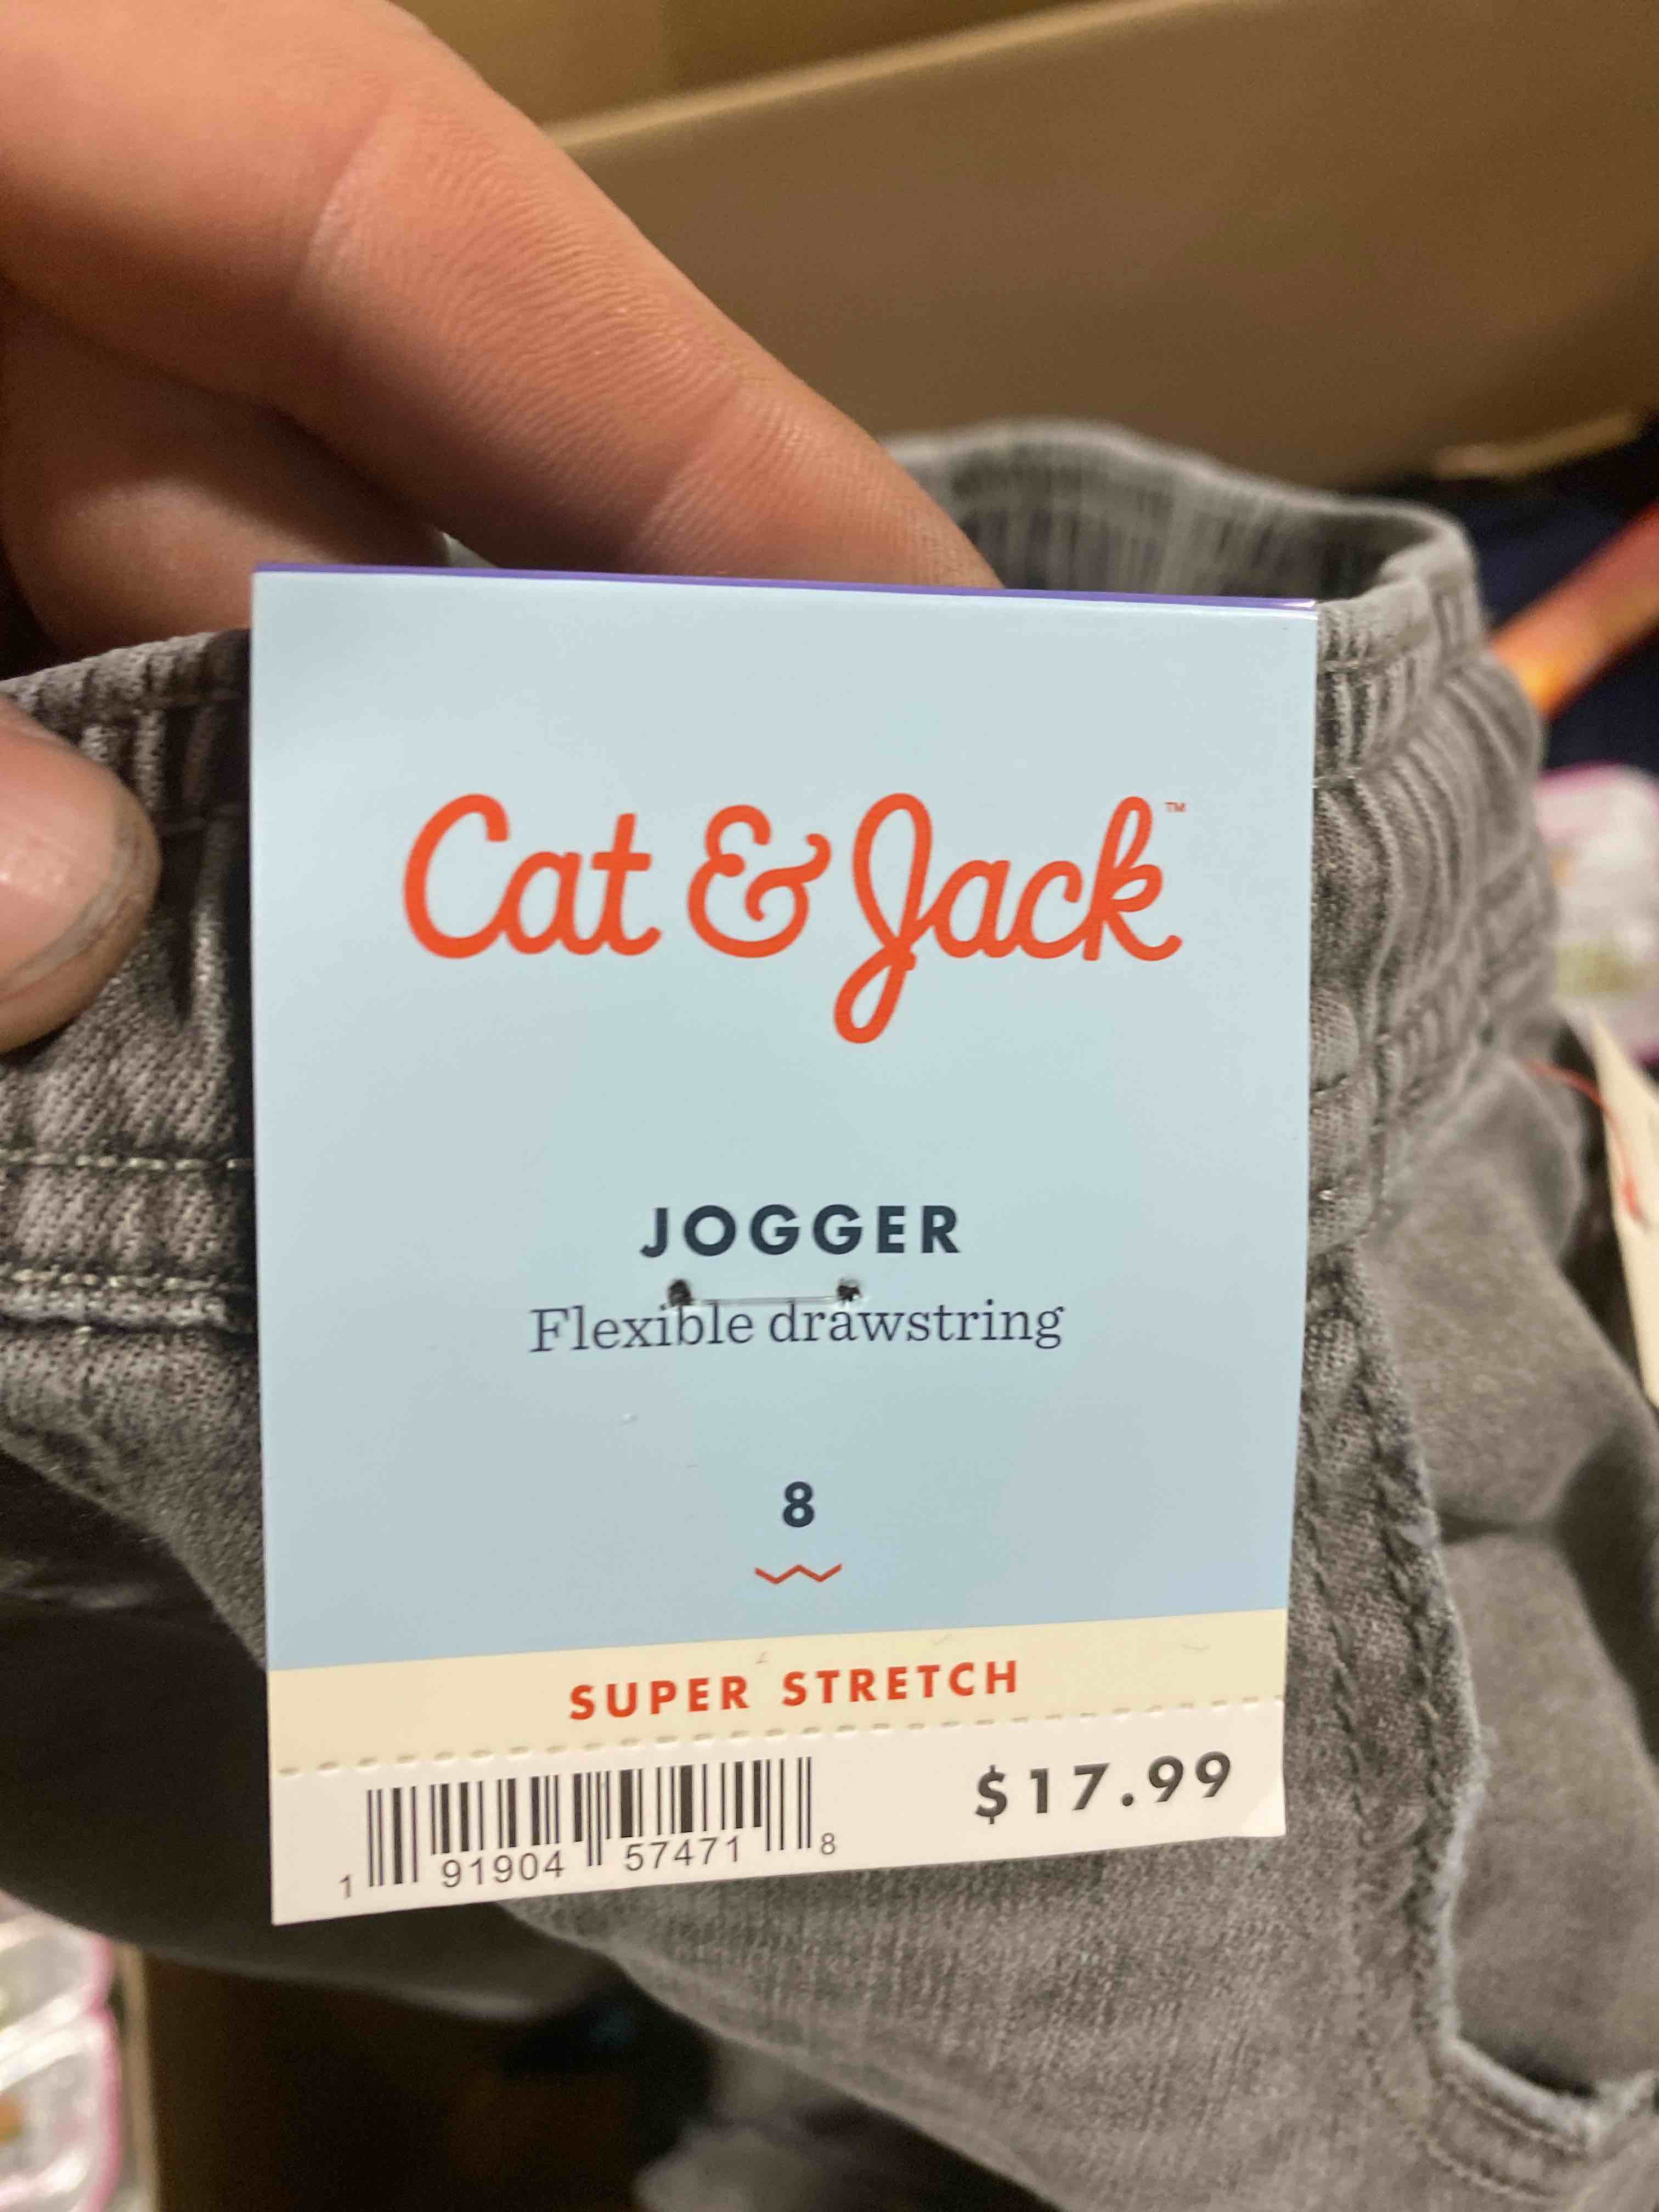 Cat & Jack™
JOGGER
Flexible drawstring
8
SUPER STRETCH
1 91904 57471 8
$17.99